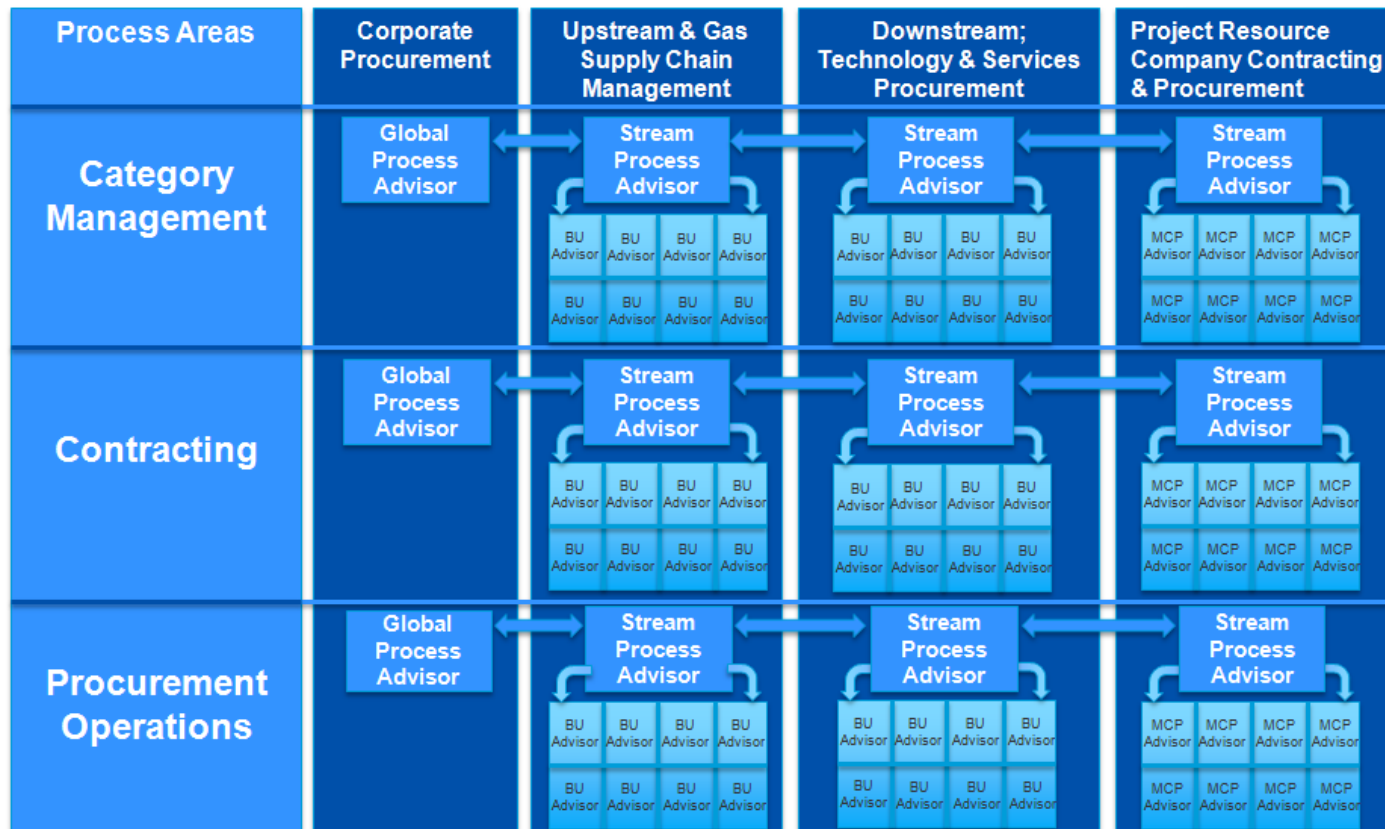 Process Areas
Corporate
Procurement
Upstream & Gas
Supply Chain
Management
Downstream;
Technology & Services
Procurement
Project Resource
Company Contracting
& Procurement
Category
Management
Global
Process
Advisor
Stream
Process
Advisor
Stream
Process
Advisor
Stream
Process
Advisor
BU BU BU BU
Advisor Advisor Advisor Advisor
BU BU BU BU
Advisor Advisor Advisor Advisor
BU BU BU BU
Advisor Advisor Advisor Advisor
BU BU BU BU
Advisor Advisor Advisor Advisor
MCP MCP MCP MCP
Advisor Advisor Advisor Advisor
MCP MCP MCP MCP
Advisor Advisor Advisor Advisor
Contracting
Global
Process
Advisor
Stream
Process
Advisor
Stream
Process
Advisor
Stream
Process
Advisor
BU BU BU BU
Advisor Advisor Advisor Advisor
BU BU BU BU
Advisor Advisor Advisor Advisor
BU BU BU BU
Advisor Advisor Advisor Advisor
BU BU BU BU
Advisor Advisor Advisor Advisor
MCP MCP MCP MCP
Advisor Advisor Advisor Advisor
MCP MCP MCP MCP
Advisor Advisor Advisor Advisor
Procurement
Operations
Global
Process
Advisor
Stream
Process
Advisor
Stream
Process
Advisor
Stream
Process
Advisor
BU BU BU BU
Advisor Advisor Advisor Advisor
BU BU BU BU
Advisor Advisor Advisor Advisor
BU BU BU BU
Advisor Advisor Advisor Advisor
BU BU BU BU
Advisor Advisor Advisor Advisor
MCP MCP MCP MCP
Advisor Advisor Advisor Advisor
MCP MCP MCP MCP
Advisor Advisor Advisor Advisor